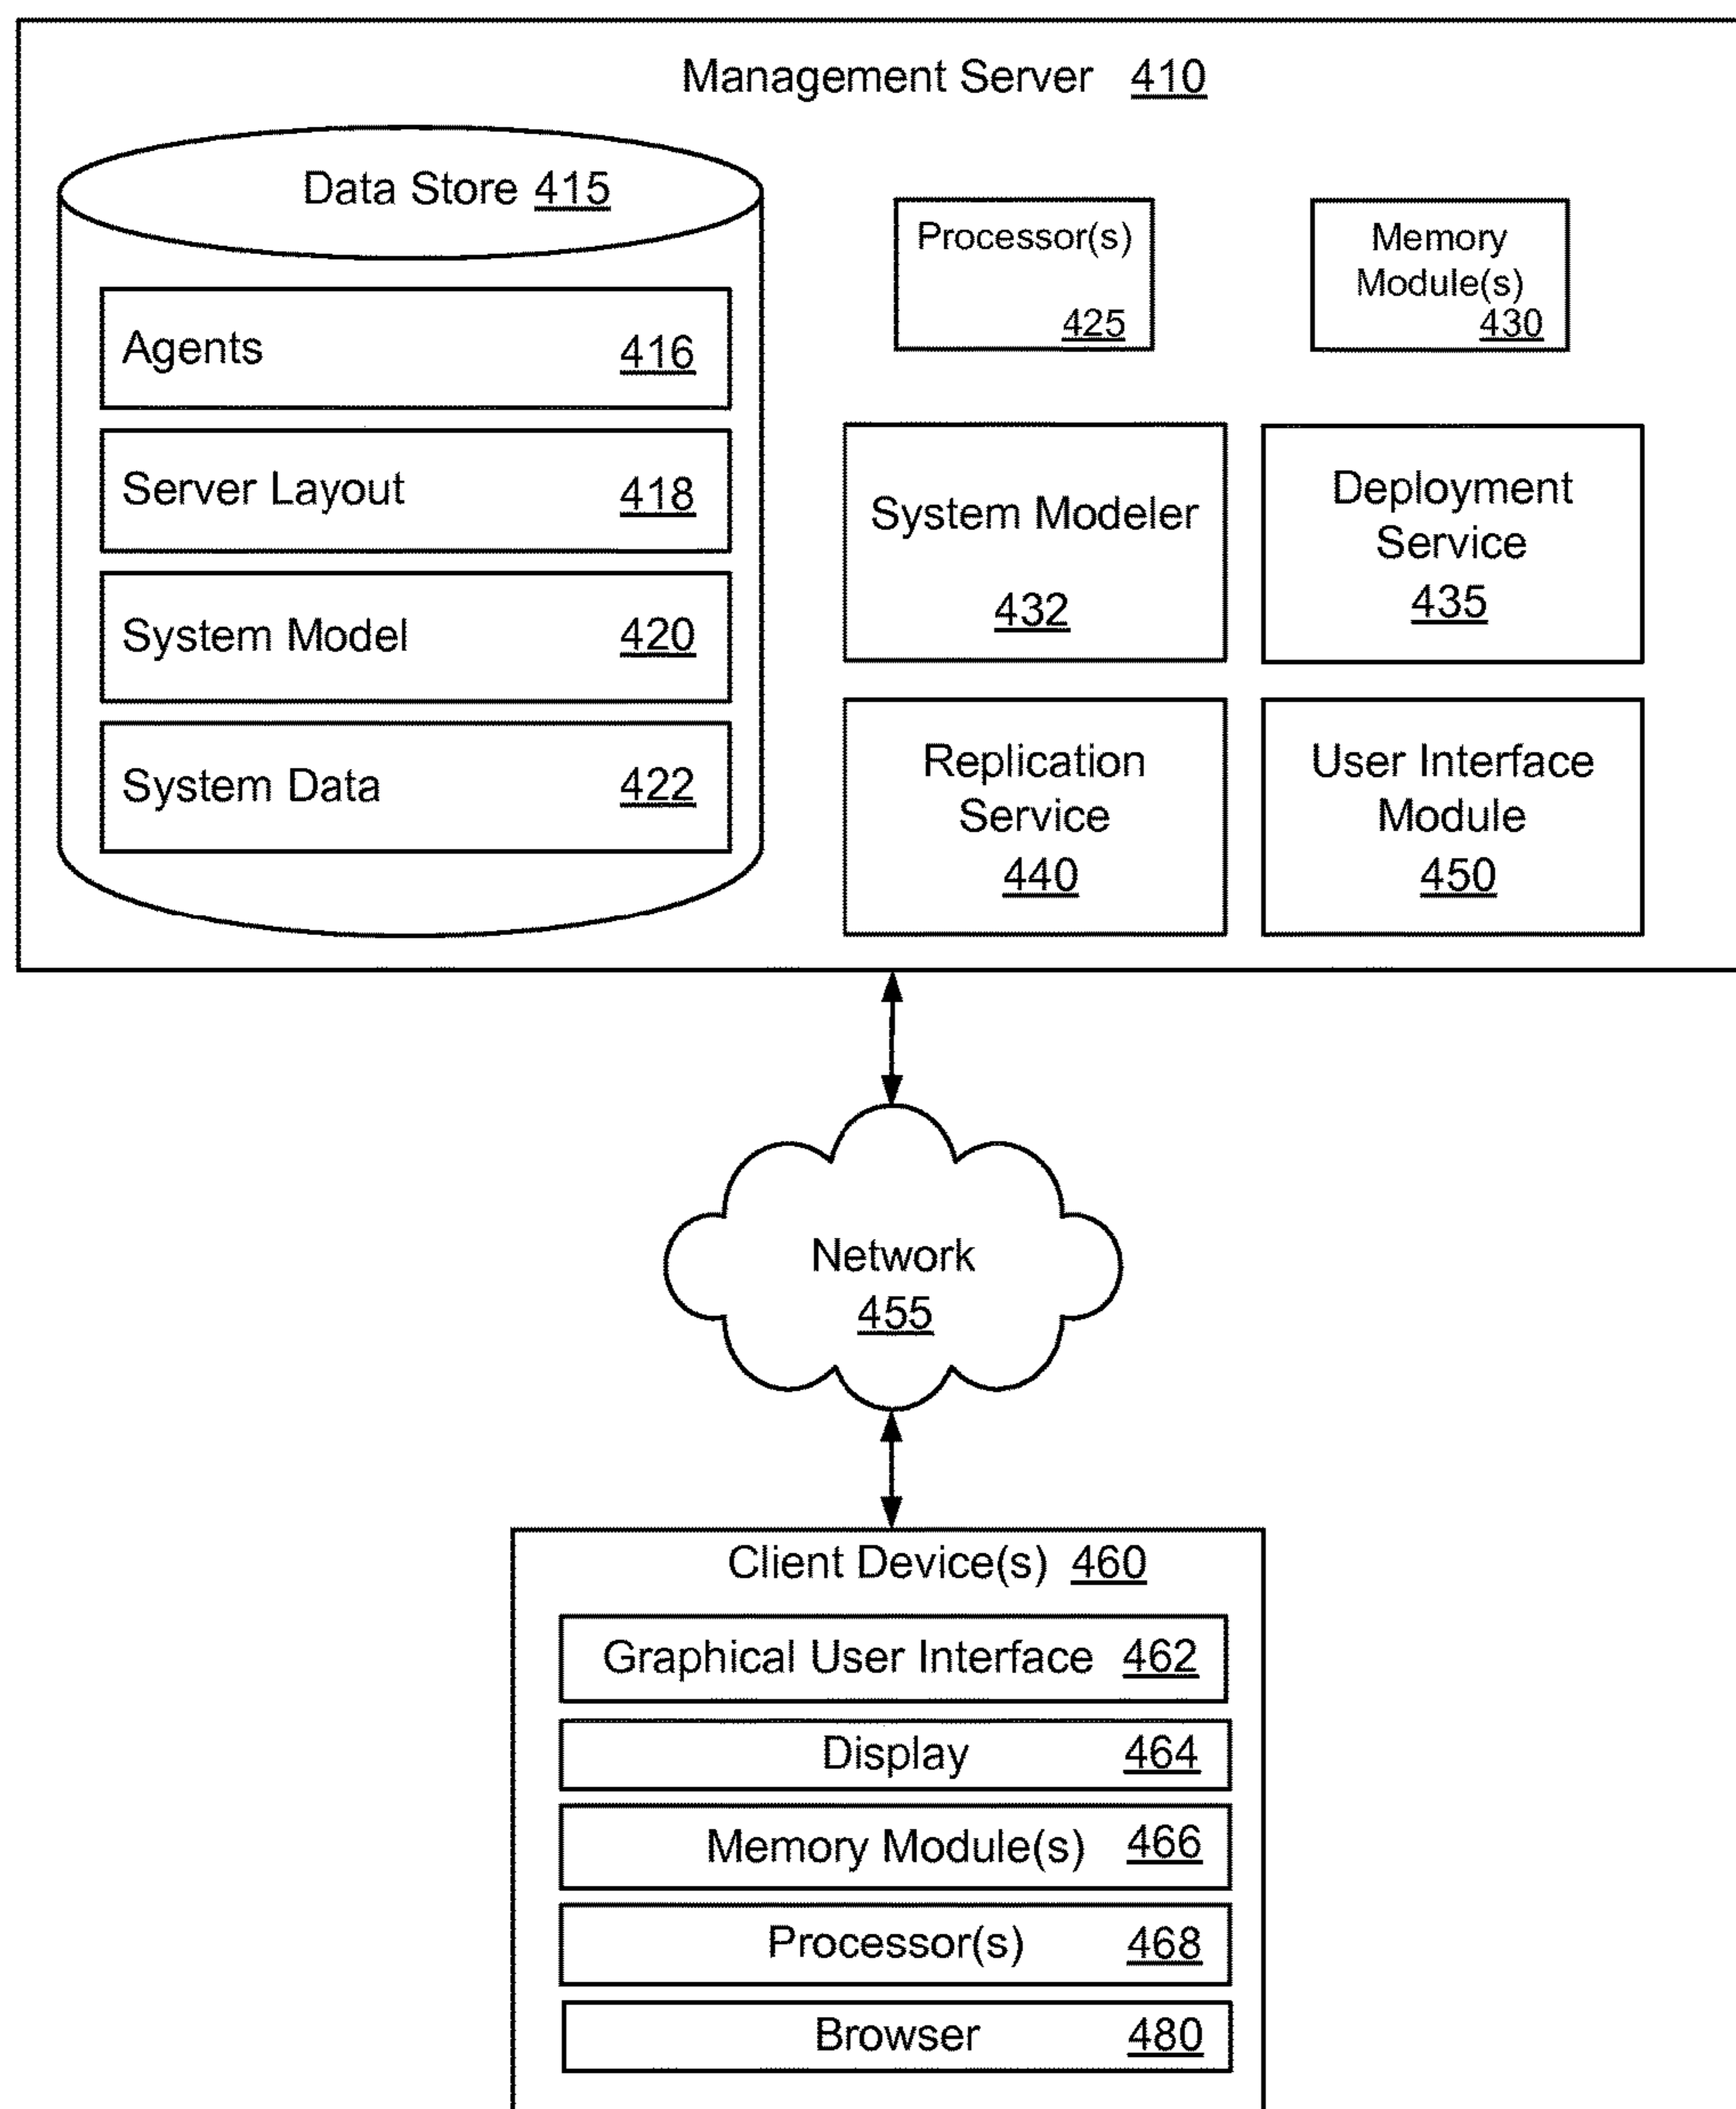 Management Server 410
Data Store 415
Agents 416
Server Layout 418
System Model 420
System Data 422
Processor(s)
425
Memory
Module(s)
430
System Modeler
432
Deployment
Service
435
Replication
Service
440
User Interface
Module
450
Network
455
Client Device(s) 460
Graphical User Interface 462
Display 464
Memory Module(s) 466
Processor(s) 468
Browser 480